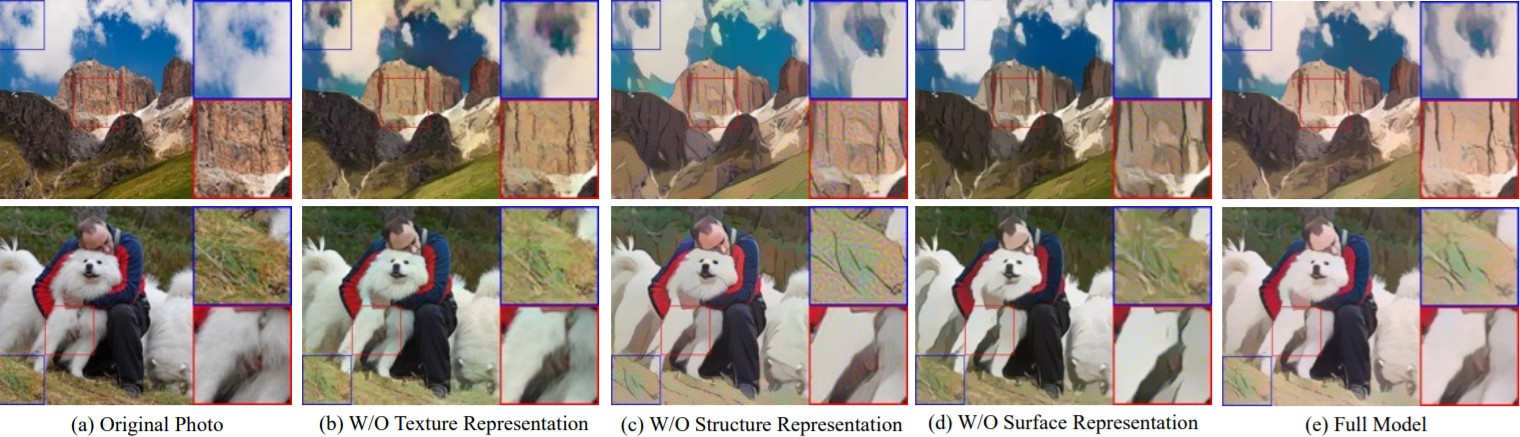 (a) Original Photo
(b) W/O Texture Representation
(c) W/O Structure Representation
(d) W/O Surface Representation
(e) Full Model